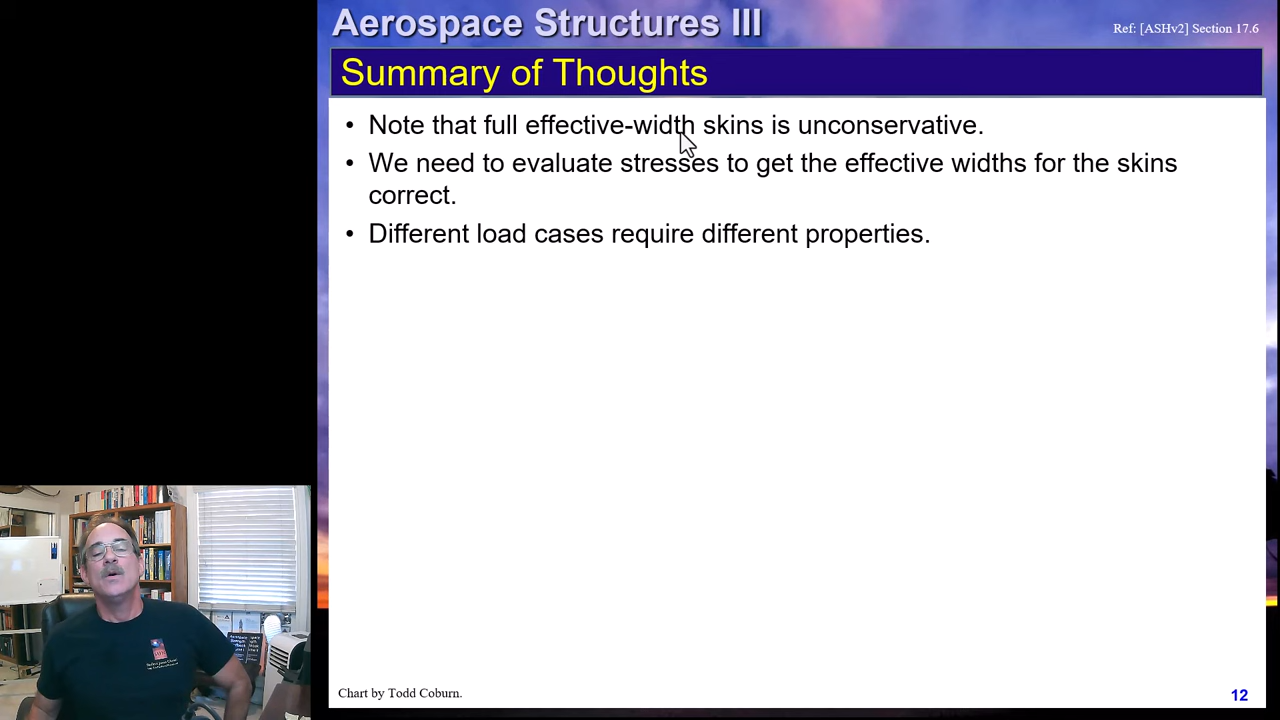 Aerospace Structures III
Ref: [ASHv2] Section 17.6
Summary of Thoughts
• Note that full effective-width skins is unconservative.
• We need to evaluate stresses to get the effective widths for the skins
correct.
• Different load cases require different properties.
Chart by Todd Coburn.
12